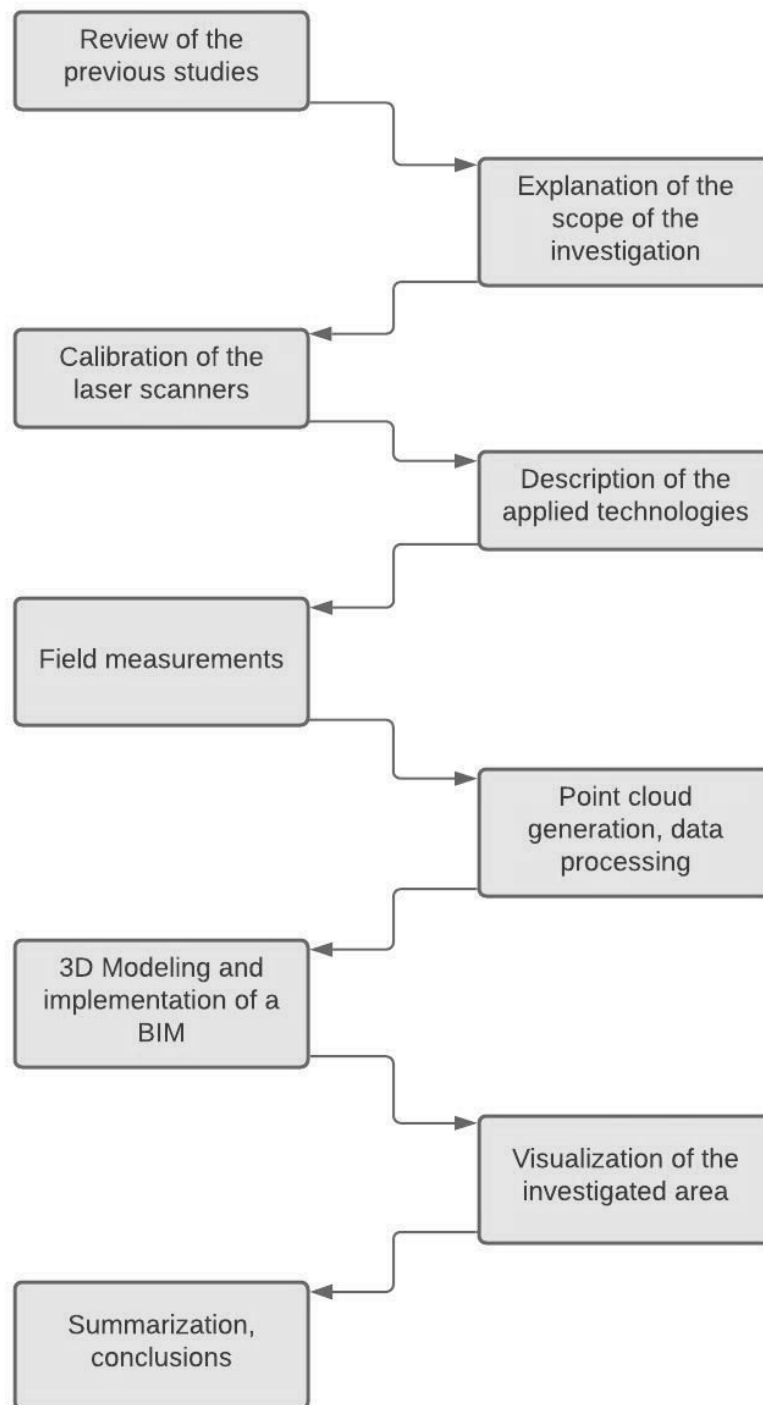 Review of the
previous studies
Explanation of the
scope of the
investigation
Calibration of the
laser scanners
Description of the
applied technologies
Field measurements
Point cloud
generation, data
processing
3D Modeling and
implementation of a
BIM
Visualization of the
investigated area
Summarization,
conclusions